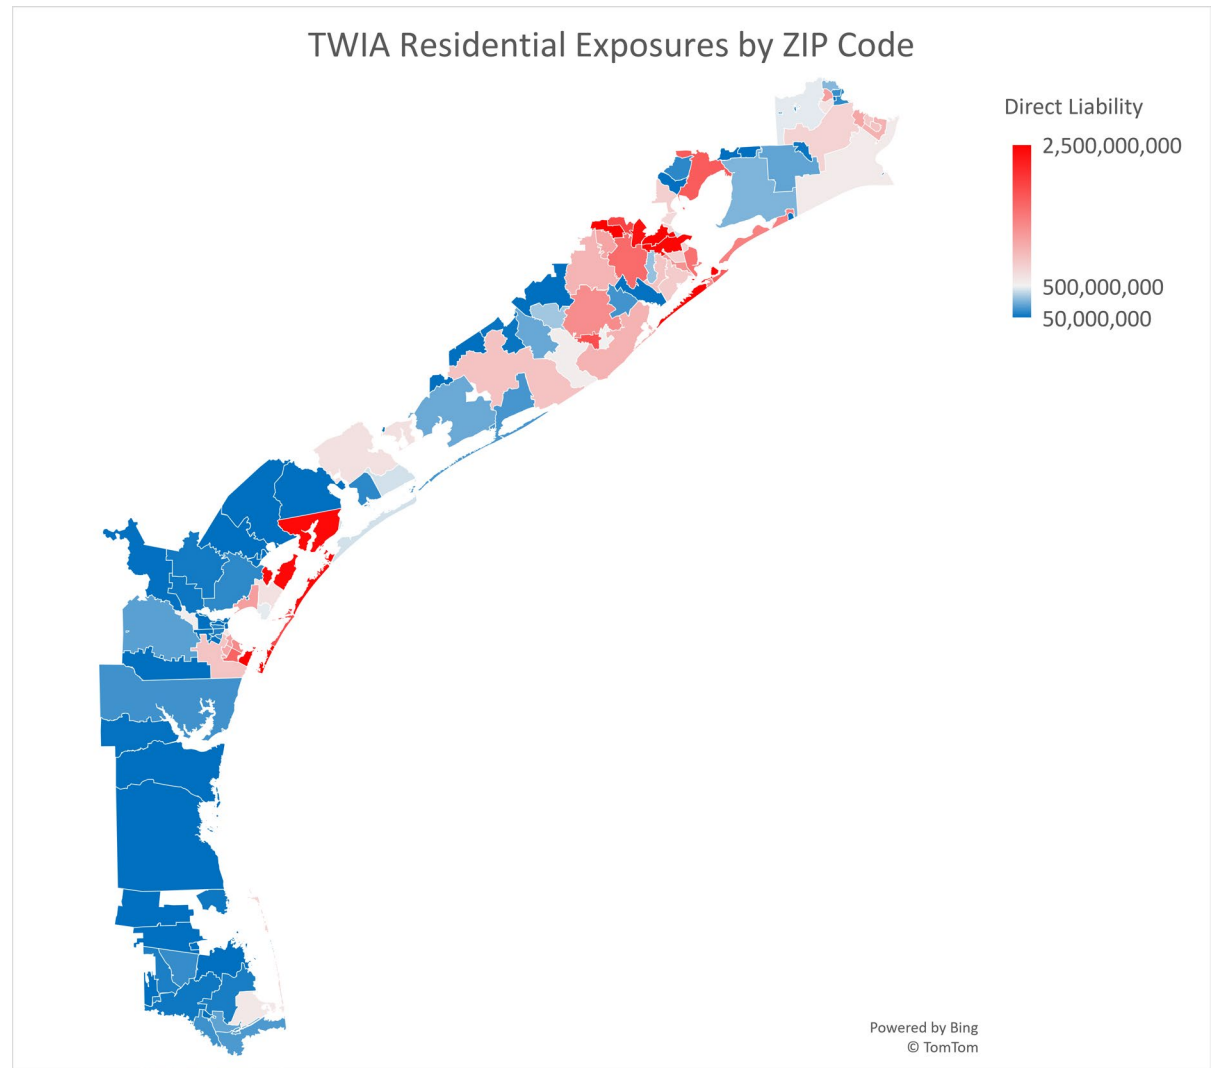 TWIA Residential Exposures by ZIP Code
Direct Liability
2,500,000,000
500,000,000
50,000,000
Powered by Bing
© TomTom